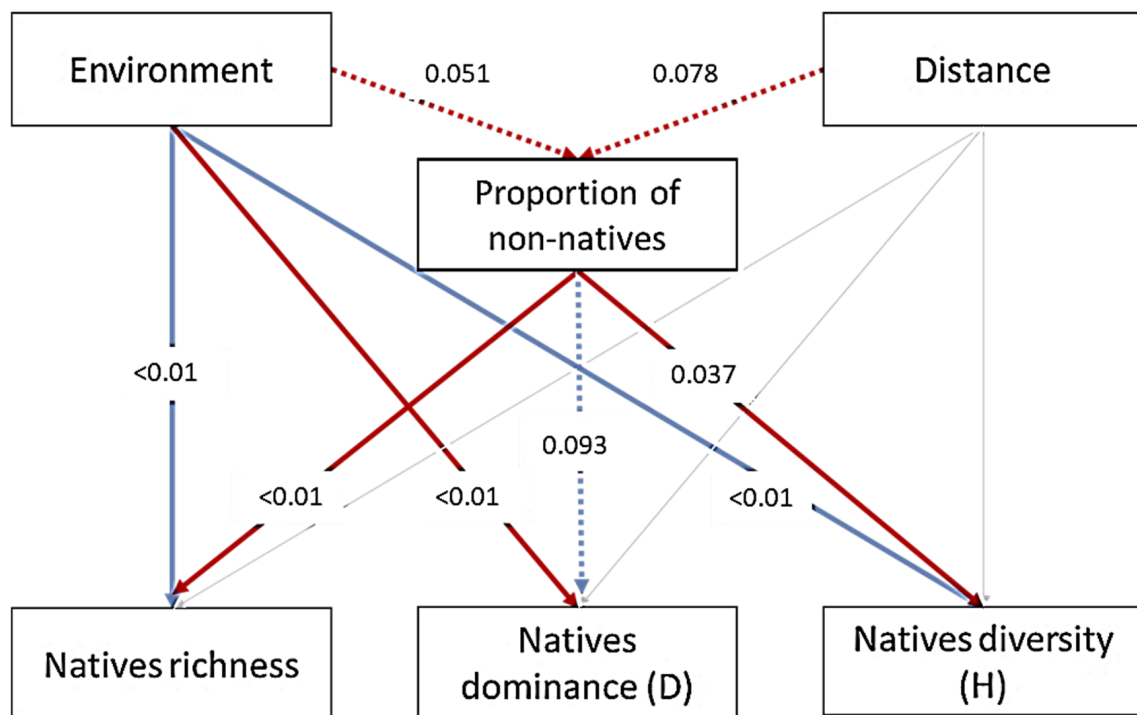 Environment
Distance
0.051
0.078
Proportion of
non-natives
<0.01
0.037
0.093
<0.01
<0.01
<0.01
Natives richness
Natives
dominance (D)
Natives diversity
(H)